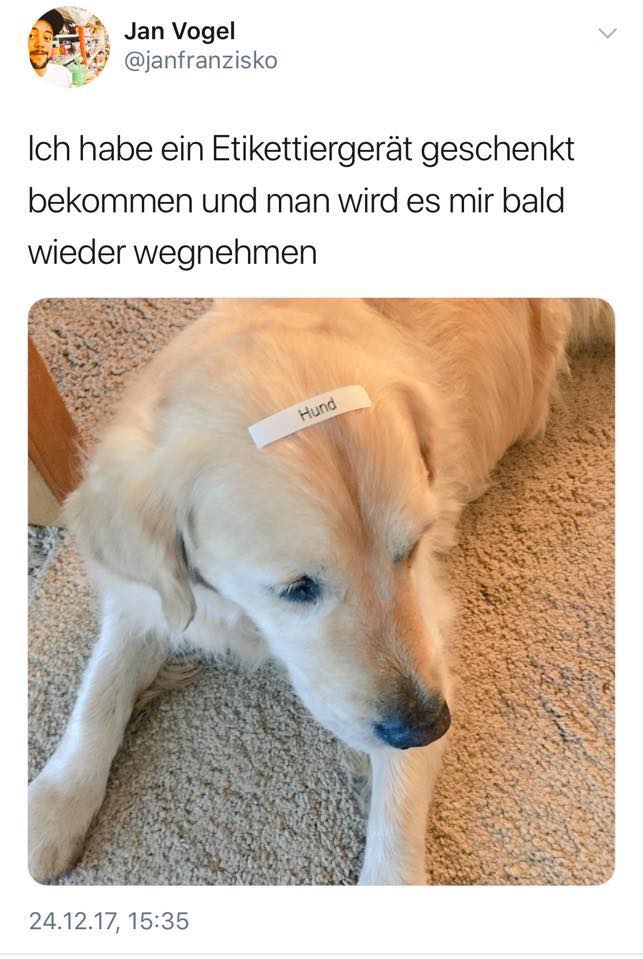 Jan Vogel
@janfranzisko
Ich habe ein Etikettiergerät geschenkt
bekommen und man wird es mir bald
wieder wegnehmen
Hund
24.12.17, 15:35